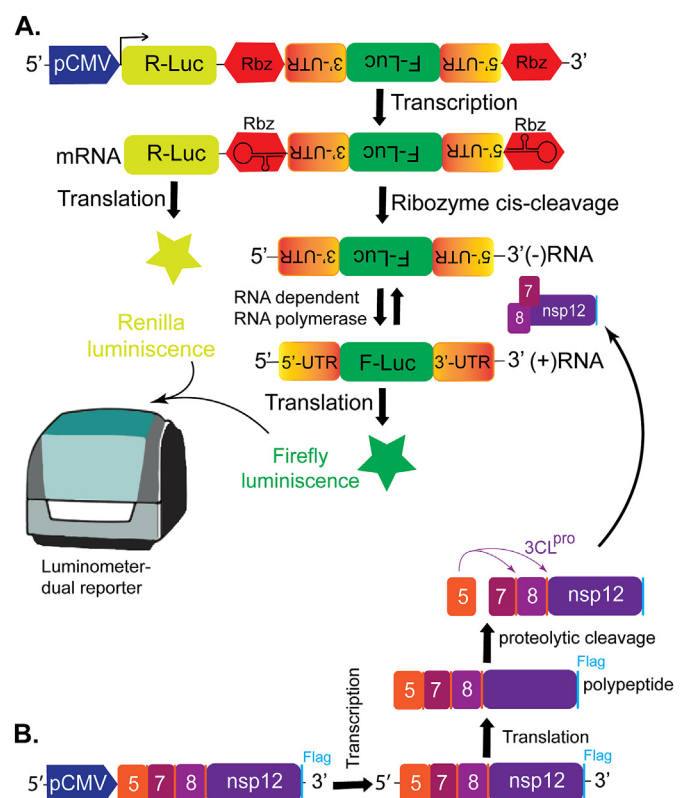 A.
5'-pCMV R-Luc Rbz 3'-UTR F-Luc 5'-UTR Rbz -3'
Transcription
Rbz Rbz
mRNA R-Luc 3'-UTR F-Luc 5'-UTR
Translation
Ribozyme cis-cleavage
5'- 3'-UTR F-Luc 5'-UTR -3'(-)RNA
RNA dependent
RNA polymerase
7
8 nsp12
Renilla
luminiscence
5'- 5'-UTR F-Luc 3'-UTR -3' (+)RNA
Translation
Firefly
luminiscence
Luminometer-
dual reporter
3CLpro
5 7 8 nsp12
proteolytic cleavage
Flag
5 7 8 polypeptide
Transcription
Translation
B.
Flag Flag
5'-pCMV 5 7 8 nsp12 3' 5'- 5 7 8 nsp12 -3'